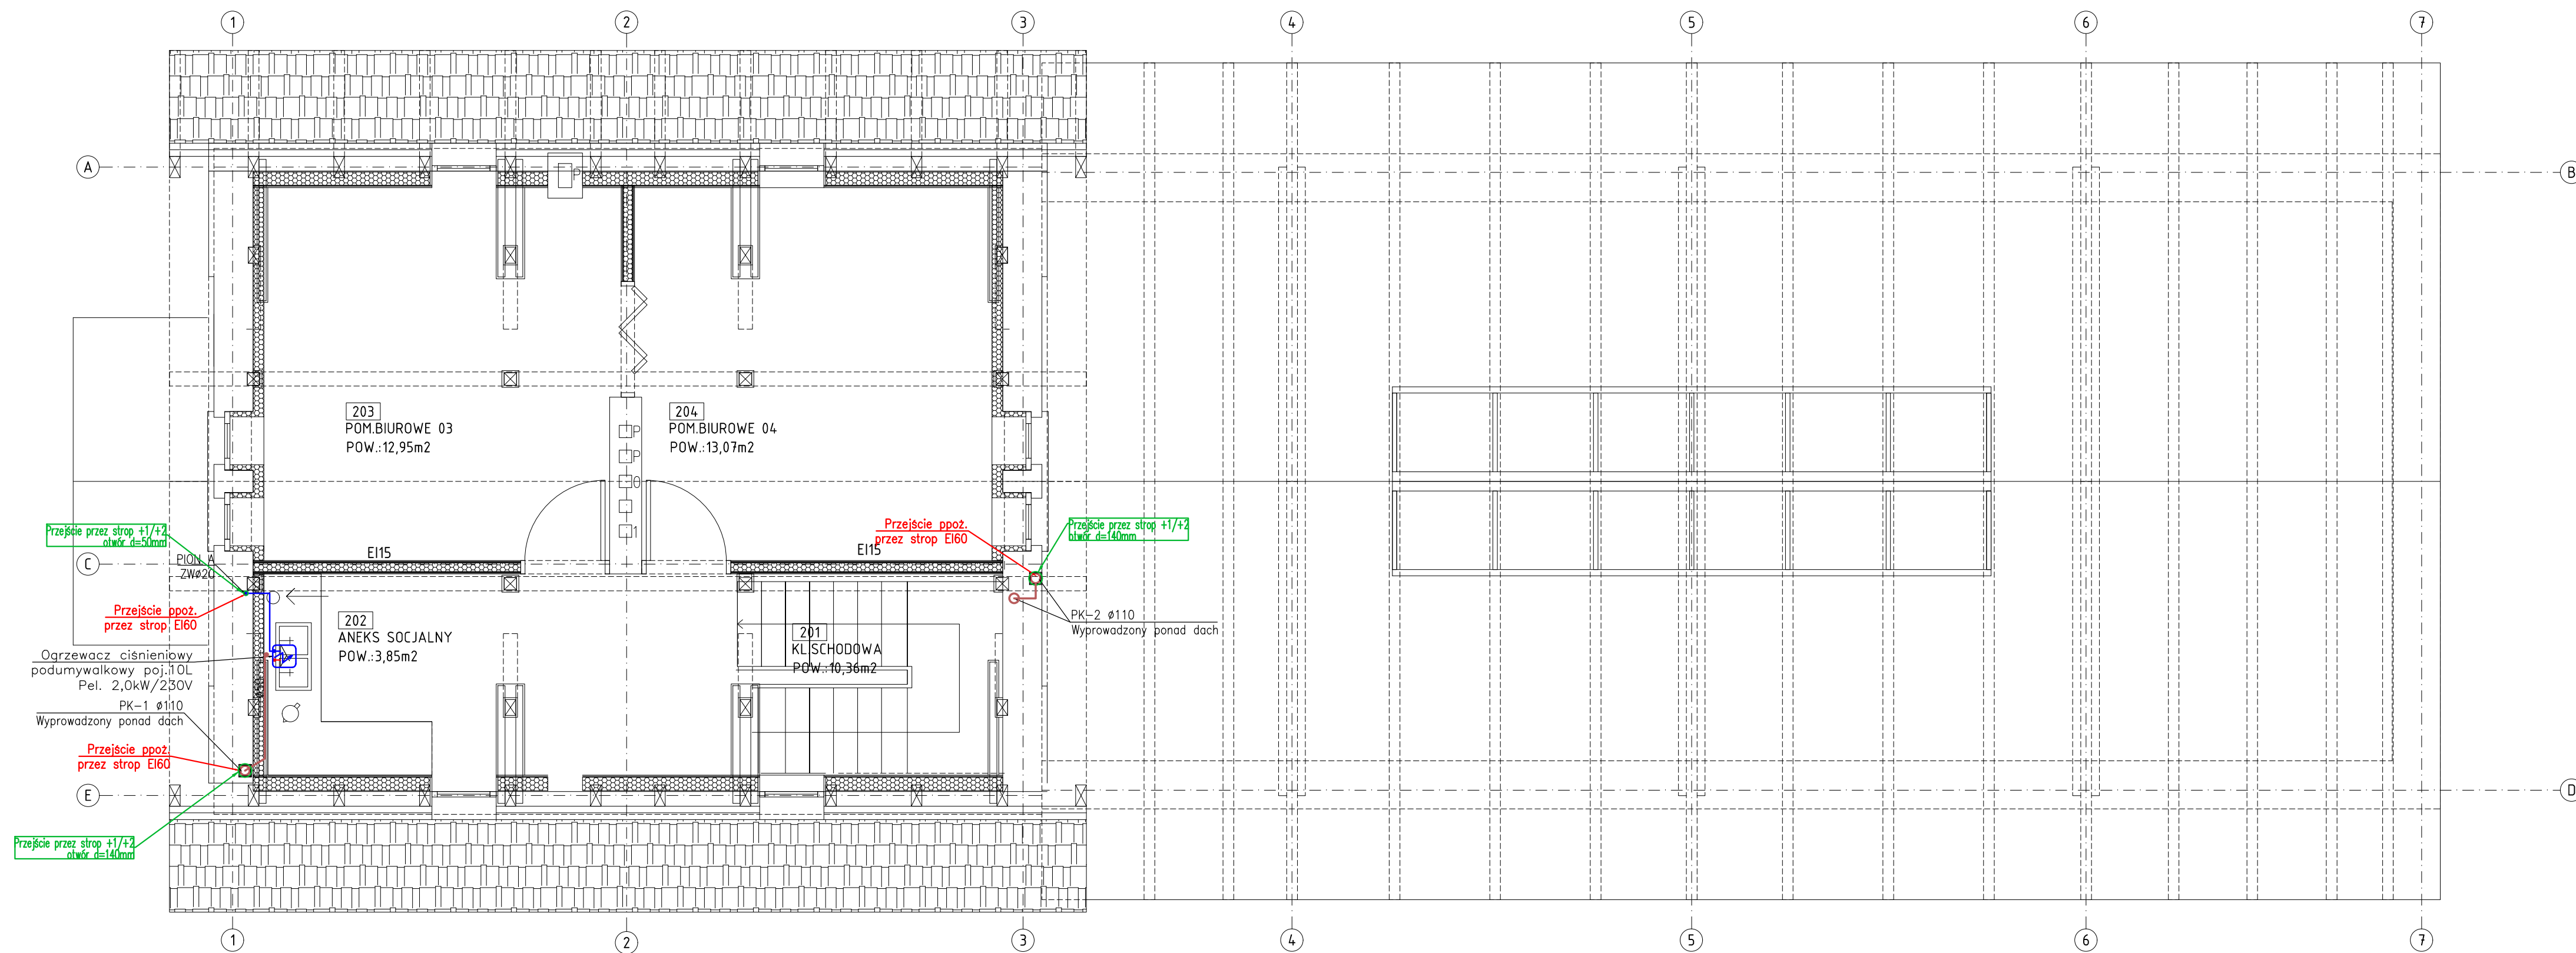 1
2
3
4
5
6
7
A
B
P
203
POM.BIUROWE 03
POW.:12,95m2
204
POM.BIUROWE 04
POW.:13,07m2
P
P
0
1
Przejście przez strop +1/+2
otwór d=50mm
PION A
ZWø20
C
EI15
EI15
Przejście ppoż.
przez strop EI60
Przejście przez strop +1/+2
otwór d=140mm
Przejście ppoż.
przez strop EI60
202
ANEKS SOCJALNY
POW.:3,85m2
201
KL.SCHODOWA
POW.:10,36m2
PK-2 ø110
Wyprowadzony ponad dach
Ogrzewacz ciśnieniowy
podumywalkowy poj.10L
Pel. 2,0kW/230V
PK-1 ø110
Wyprowadzony ponad dach
Przejście ppoż.
przez strop EI60
E
D
Przejście przez strop +1/+2
otwór d=140mm
1
2
3
4
5
6
7